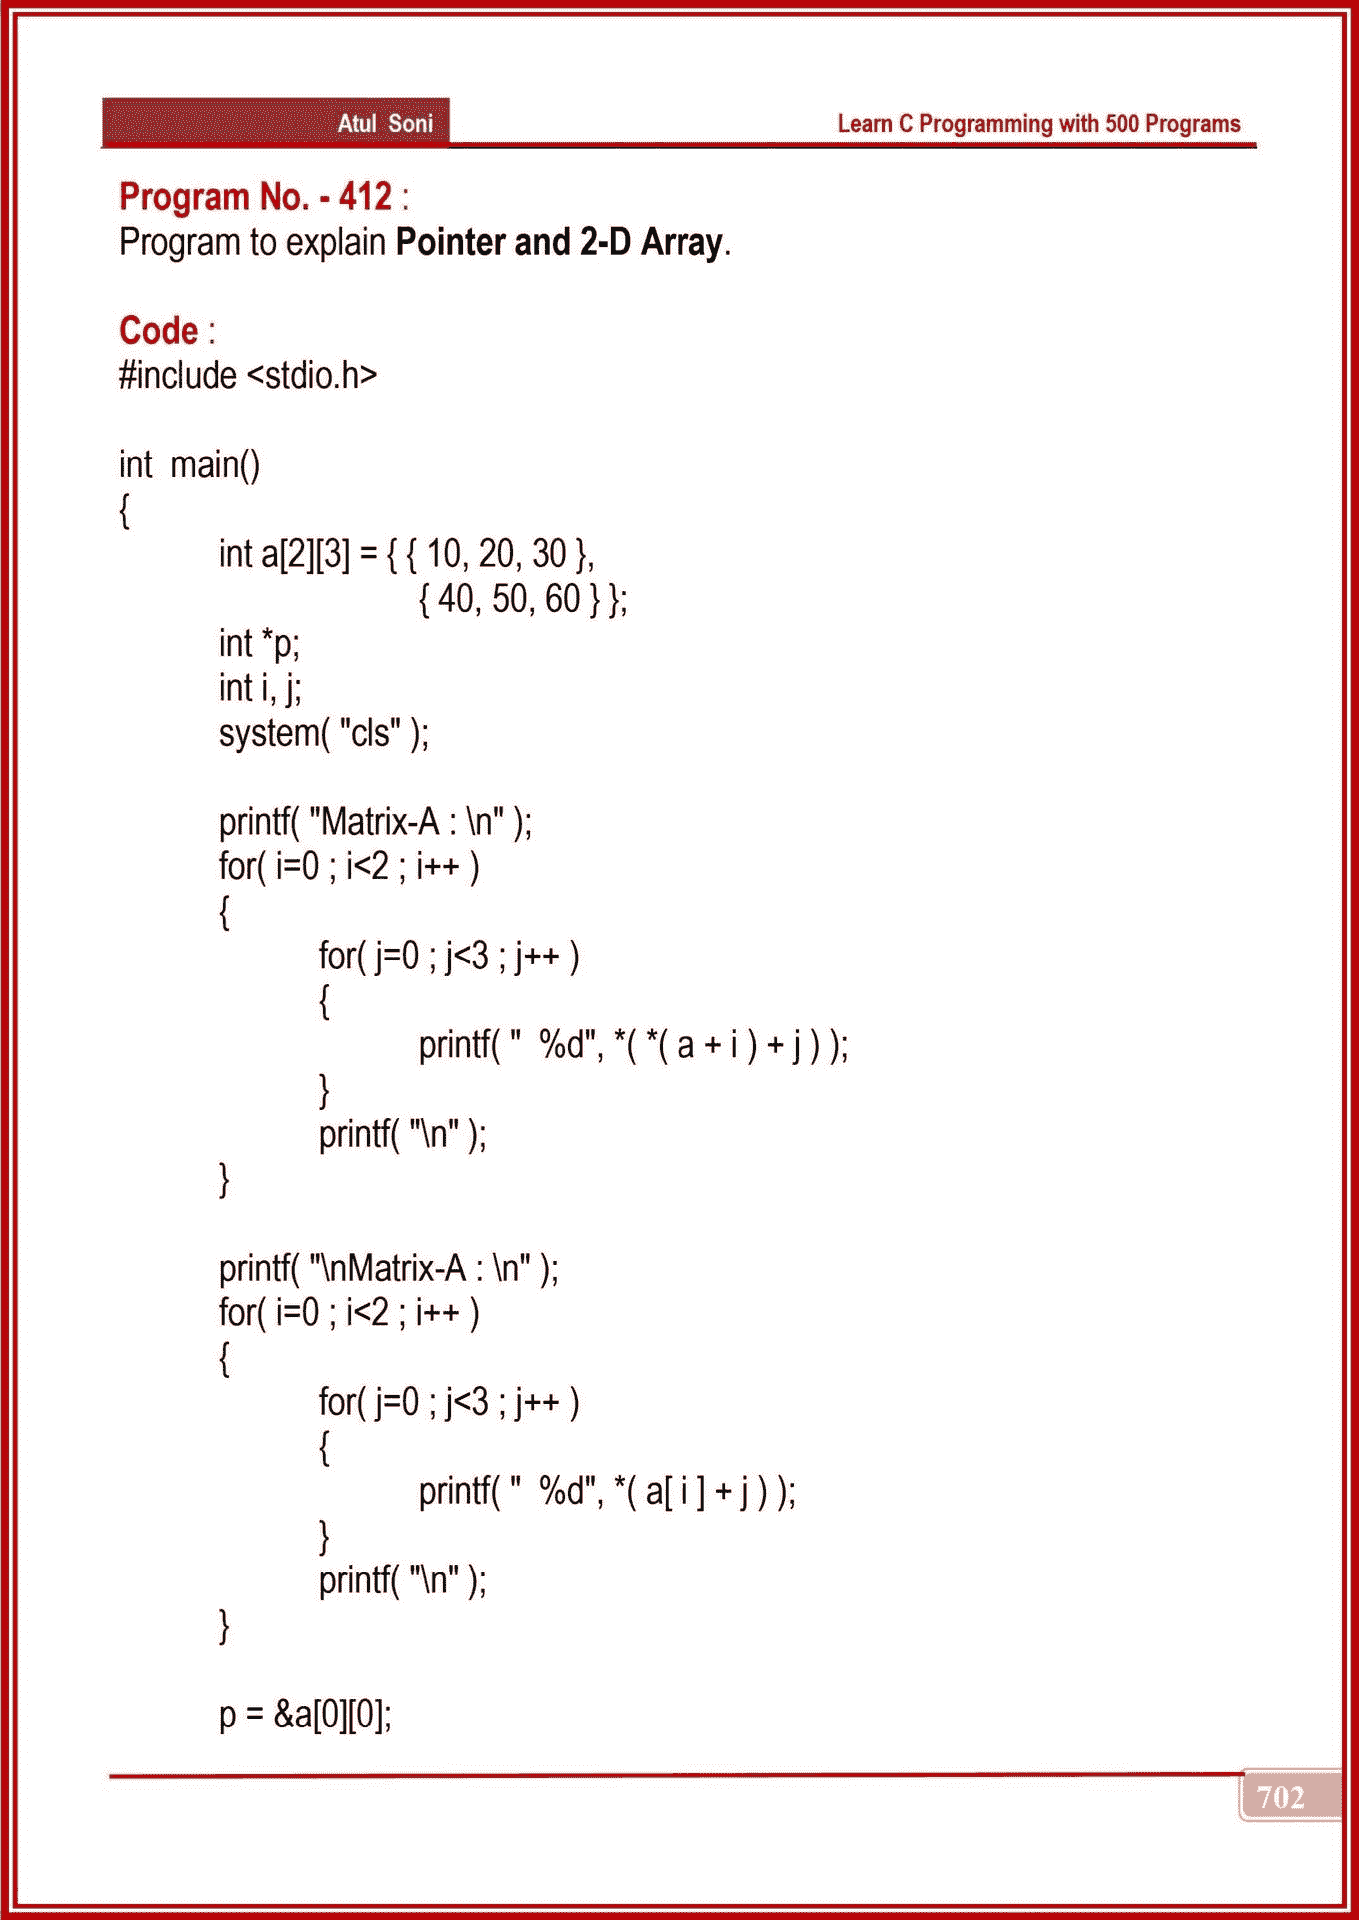 Atul Soni
Learn C Programming with 500 Programs
Program No. - 412 :
Program to explain Pointer and 2-D Array.
Code :
#include <stdio.h>
int  main()
{
int a[2][3] = { { 10, 20, 30 },
{ 40, 50, 60 } };
int *p;
int i, j;
system( "cls" );
printf( "Matrix-A : \n" );
for( i=0 ; i<2 ; i++ )
{
for( j=0 ; j<3 ; j++ )
{
printf( "  %d", *( *( a + i ) + j ) );
}
printf( "\n" );
}
printf( "\nMatrix-A : \n" );
for( i=0 ; i<2 ; i++ )
{
for( j=0 ; j<3 ; j++ )
{
printf( "  %d", *( a[ i ] + j ) );
}
printf( "\n" );
}
p = &a[0][0];
702